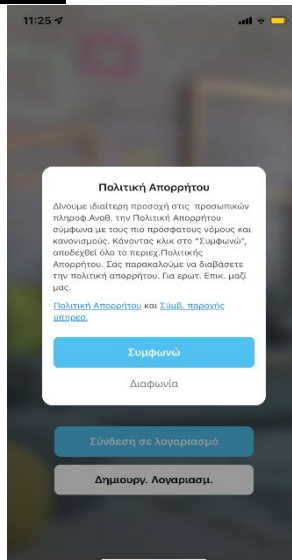 11:25
Πολιτική Απορρήτου
Δίνουμε ιδιαίτερη προσοχή στις προσωπικών
πληροφ.Αναθ. την Πολιτική Απορρήτου
σύμφωνα με τους πιο πρόσφατους νόμους και
κανονισμούς. Κάνοντας κλικ στο "Συμφωνώ",
αποδεχθεί όλο το περιεχ.Πολιτικής
Απορρήτου. Σας παρακαλούμε να διαβάσετε
την πολιτική απορρήτου. Για ερωτ. Επικ. μαζί
μας.
Πολιτική Απορρήτου και Σύμβ. παροχής
υπηρεσ.
Συμφωνώ
Διαφωνία
Σύνδεση σε λογαριασμό
Δημιουργ. Λογαριασμ.